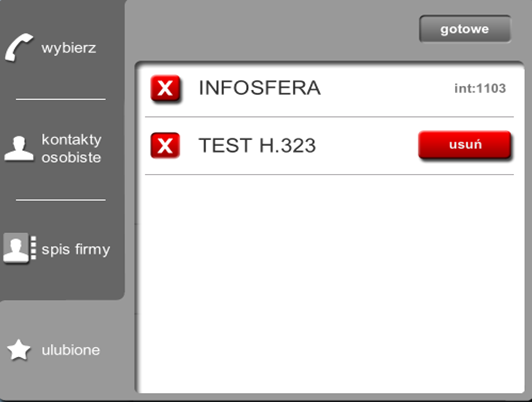 wybierz
kontakty
osobiste
spis firmy
ulubione
gotowe
X INFOSFERA int:1103
X TEST H.323 usuń